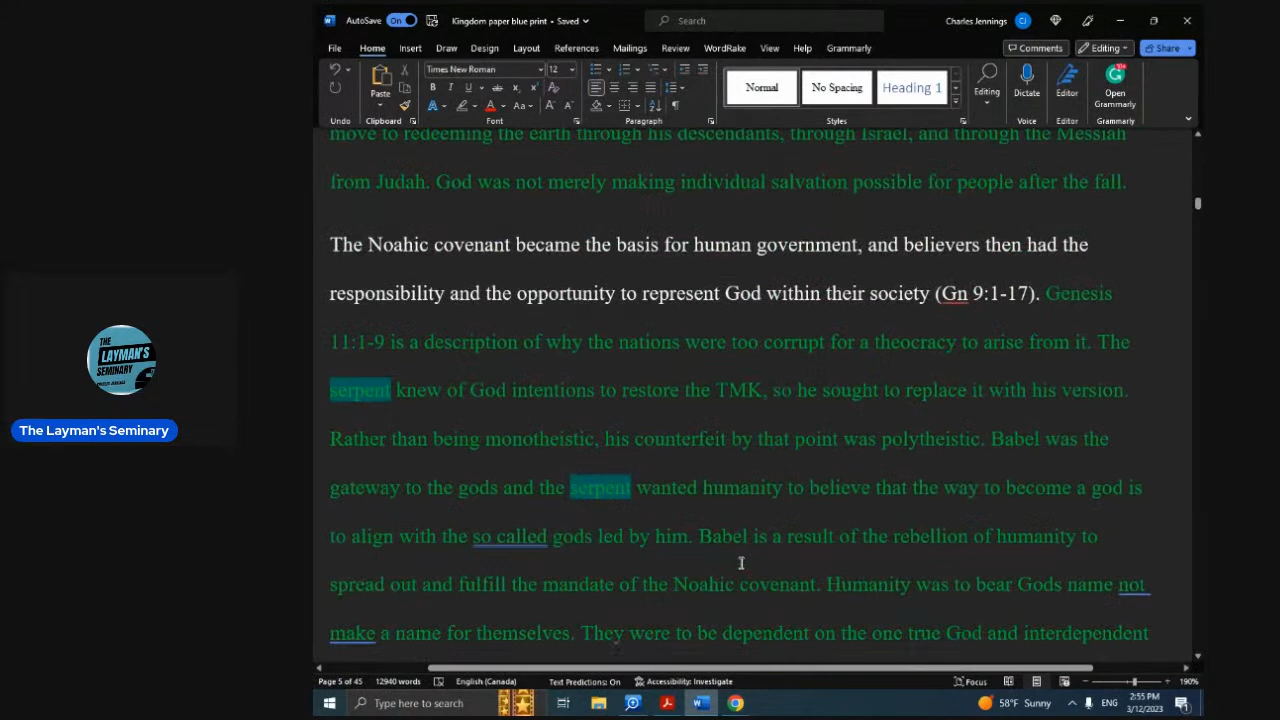 AutoSave On Kingdom paper blue print - Saved Search Charles Jennings CJ
File Home Insert Draw Design Layout References Mailings Review WordRake View Help Grammarly Comments Editing Share
Times New Roman 12
Paste
B I U ab x₂ x² A A Aa A A
Normal No Spacing Heading 1
Editing Dictate Editor Open Grammarly
Undo Clipboard Font Paragraph Styles Voice Editor Grammarly
move to redeeming the earth through his descendants, through Israel, and through the Messiah
from Judah. God was not merely making individual salvation possible for people after the fall.
The Noahic covenant became the basis for human government, and believers then had the
responsibility and the opportunity to represent God within their society (Gn 9:1-17). Genesis
11:1-9 is a description of why the nations were too corrupt for a theocracy to arise from it. The
serpent knew of God intentions to restore the TMK, so he sought to replace it with his version.
Rather than being monotheistic, his counterfeit by that point was polytheistic. Babel was the
gateway to the gods and the serpent wanted humanity to believe that the way to become a god is
to align with the so called gods led by him. Babel is a result of the rebellion of humanity to
spread out and fulfill the mandate of the Noahic covenant. Humanity was to bear Gods name not
make a name for themselves. They were to be dependent on the one true God and interdependent
THE
LAYMAN'S
SEMINARY
The Layman's Seminary
Page 5 of 45 12940 words English (Canada) Text Predictions: On Accessibility: Investigate Focus 190%
Type here to search 58°F Sunny ENG 2:55 PM
3/12/2023